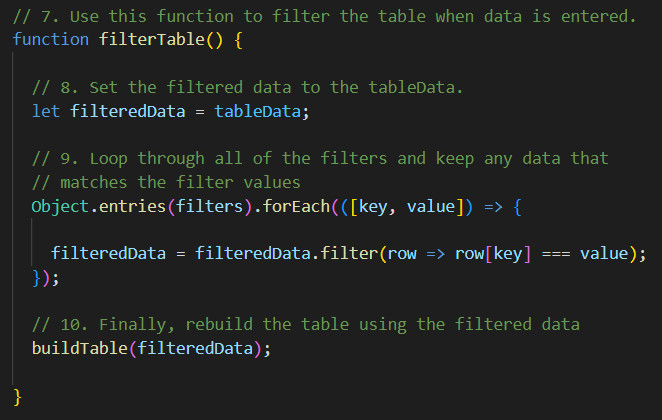 // 7. Use this function to filter the table when data is entered.
function filterTable() {
// 8. Set the filtered data to the tableData.
let filteredData = tableData;
// 9. Loop through all of the filters and keep any data that
// matches the filter values
Object.entries(filters).forEach(([key, value]) => {
filteredData = filteredData.filter(row => row[key] === value);
});
// 10. Finally, rebuild the table using the filtered data
buildTable(filteredData);
}